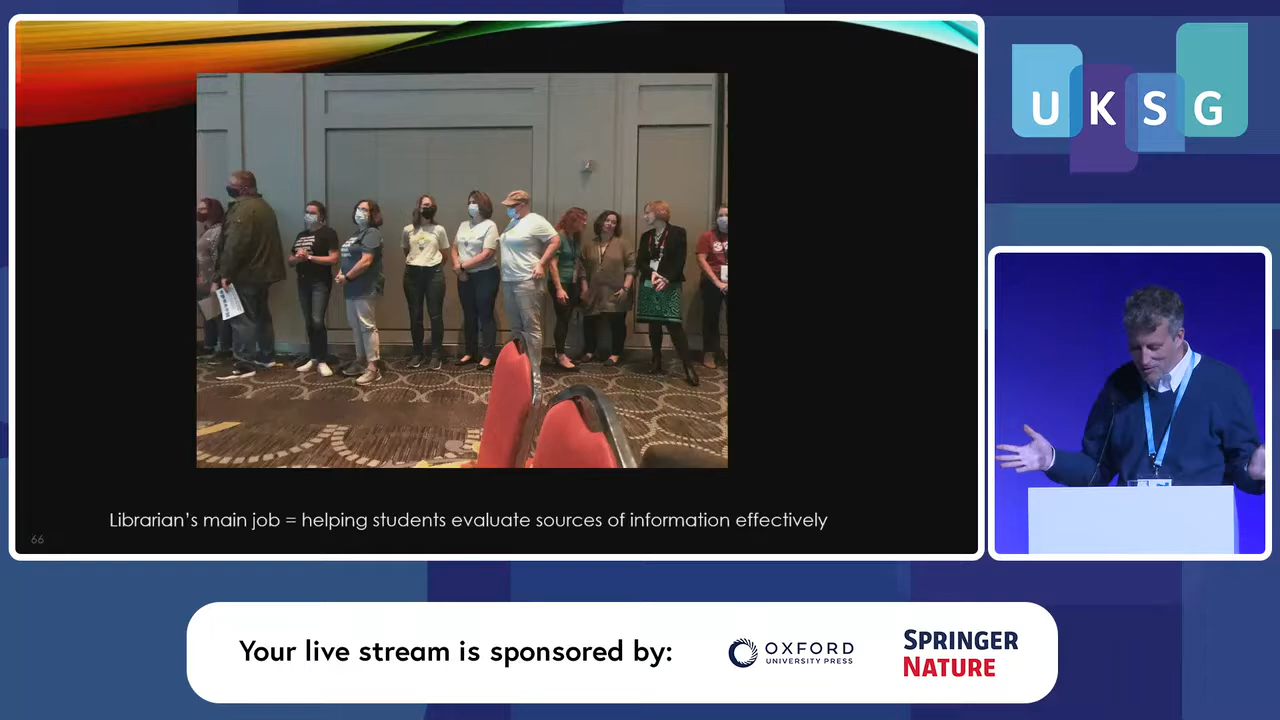 U K S G
Librarian's main job = helping students evaluate sources of information effectively
66
Your live stream is sponsored by:
OXFORD
UNIVERSITY PRESS
SPRINGER
NATURE